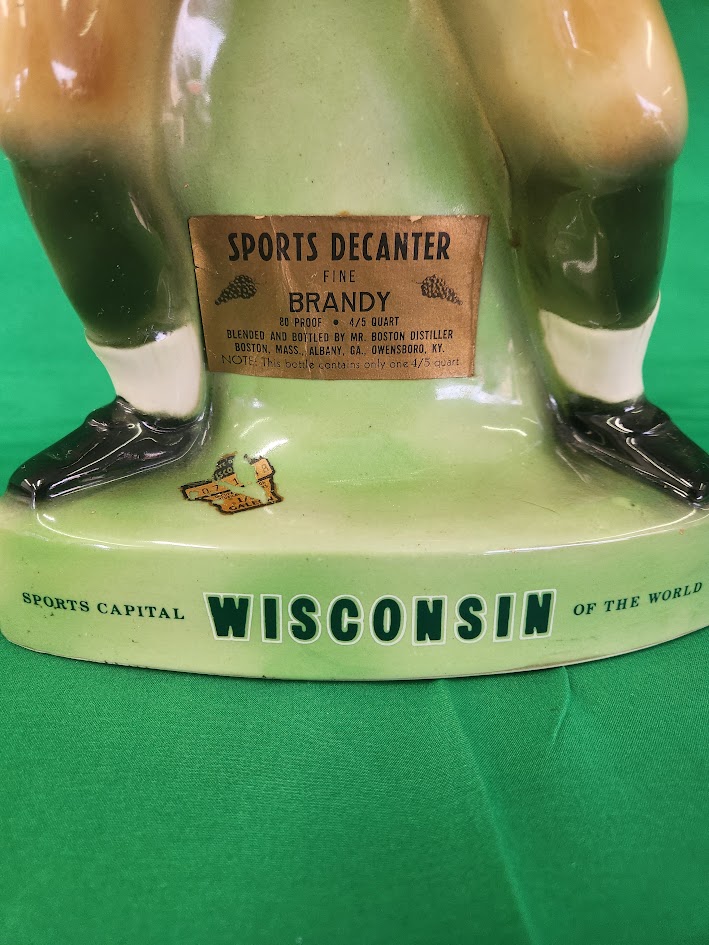 SPORTS DECANTER
FINE
BRANDY
80 PROOF • 4/5 QUART
BLENDED AND BOTTLED BY MR. BOSTON DISTILLER
BOSTON, MASS., ALBANY, GA., OWENSBORO, KY.
NOTE: This bottle contains only one 4/5 quart
SPORTS CAPITAL WISCONSIN OF THE WORLD